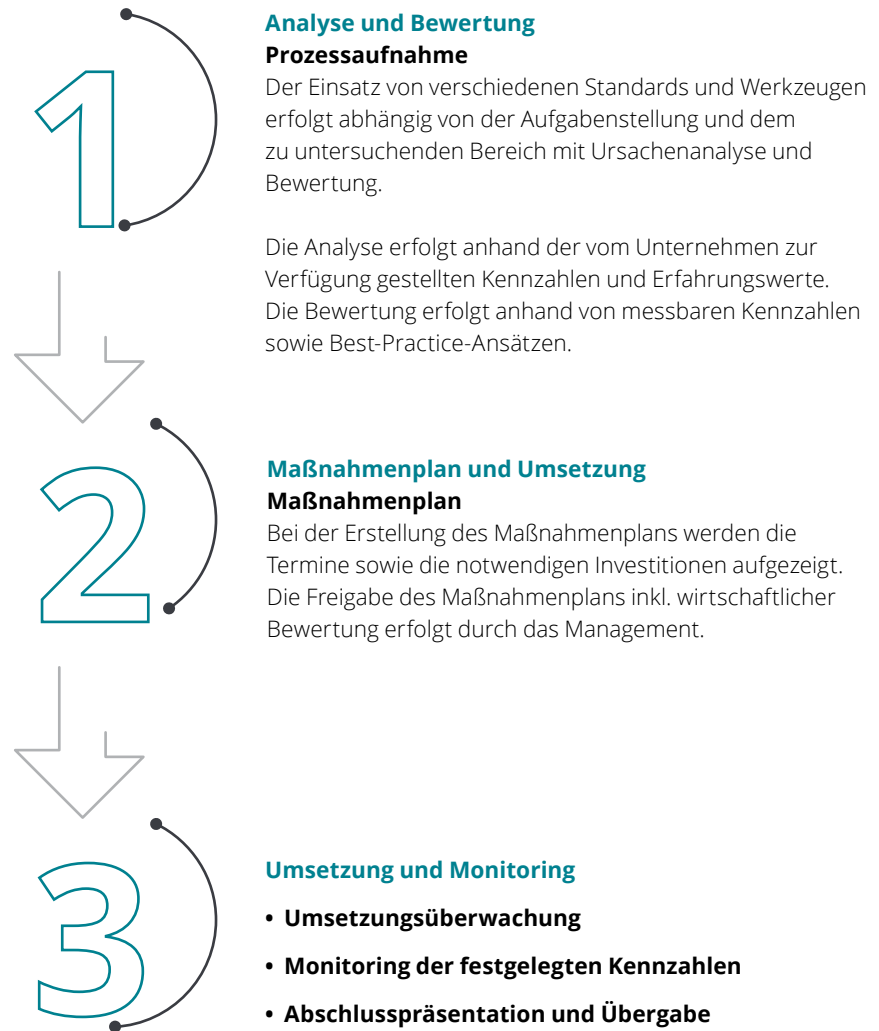 1
Analyse und Bewertung
Prozessaufnahme
Der Einsatz von verschiedenen Standards und Werkzeugen
erfolgt abhängig von der Aufgabenstellung und dem
zu untersuchenden Bereich mit Ursachenanalyse und
Bewertung.
Die Analyse erfolgt anhand der vom Unternehmen zur
Verfügung gestellten Kennzahlen und Erfahrungswerte.
Die Bewertung erfolgt anhand von messbaren Kennzahlen
sowie Best-Practice-Ansätzen.
2
Maßnahmenplan und Umsetzung
Maßnahmenplan
Bei der Erstellung des Maßnahmenplans werden die
Termine sowie die notwendigen Investitionen aufgezeigt.
Die Freigabe des Maßnahmenplans inkl. wirtschaftlicher
Bewertung erfolgt durch das Management.
3
Umsetzung und Monitoring
• Umsetzungsüberwachung
• Monitoring der festgelegten Kennzahlen
• Abschlusspräsentation und Übergabe